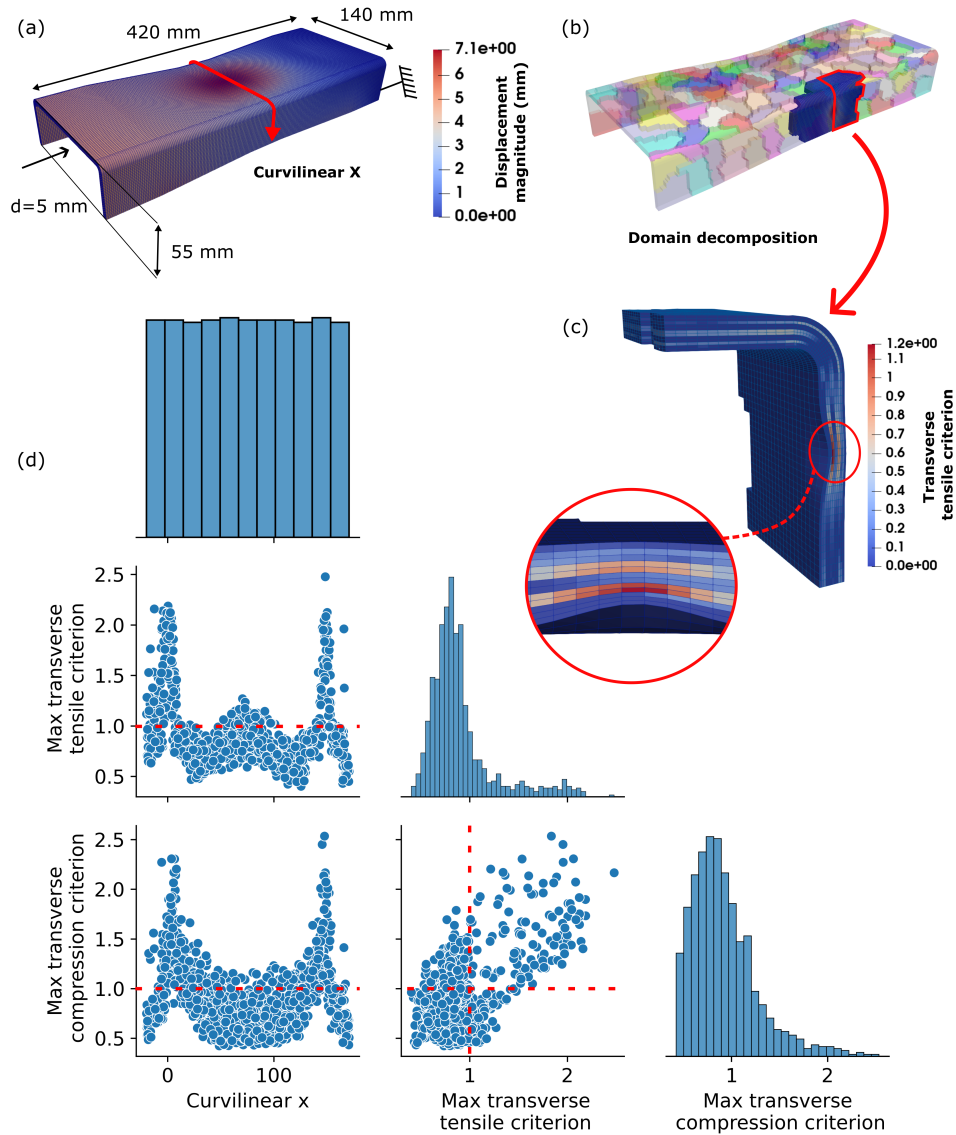 (a)
420 mm
140 mm
d=5 mm
55 mm
Curvilinear X
7.1e+00
6
5
4
3
2
1
0.0e+00
Displacement
magnitude (mm)
(b)
Domain decomposition
(c)
1.2e+00
1.1
1
0.9
0.8
0.7
0.6
0.5
0.4
0.3
0.2
0.1
0.0e+00
Transverse
tensile criterion
(d)
Max transverse
tensile criterion
2.5
2.0
1.5
1.0
0.5
Max transverse
compression criterion
2.5
2.0
1.5
1.0
0.5
0
100
Curvilinear x
1
2
Max transverse
tensile criterion
1
2
Max transverse
compression criterion